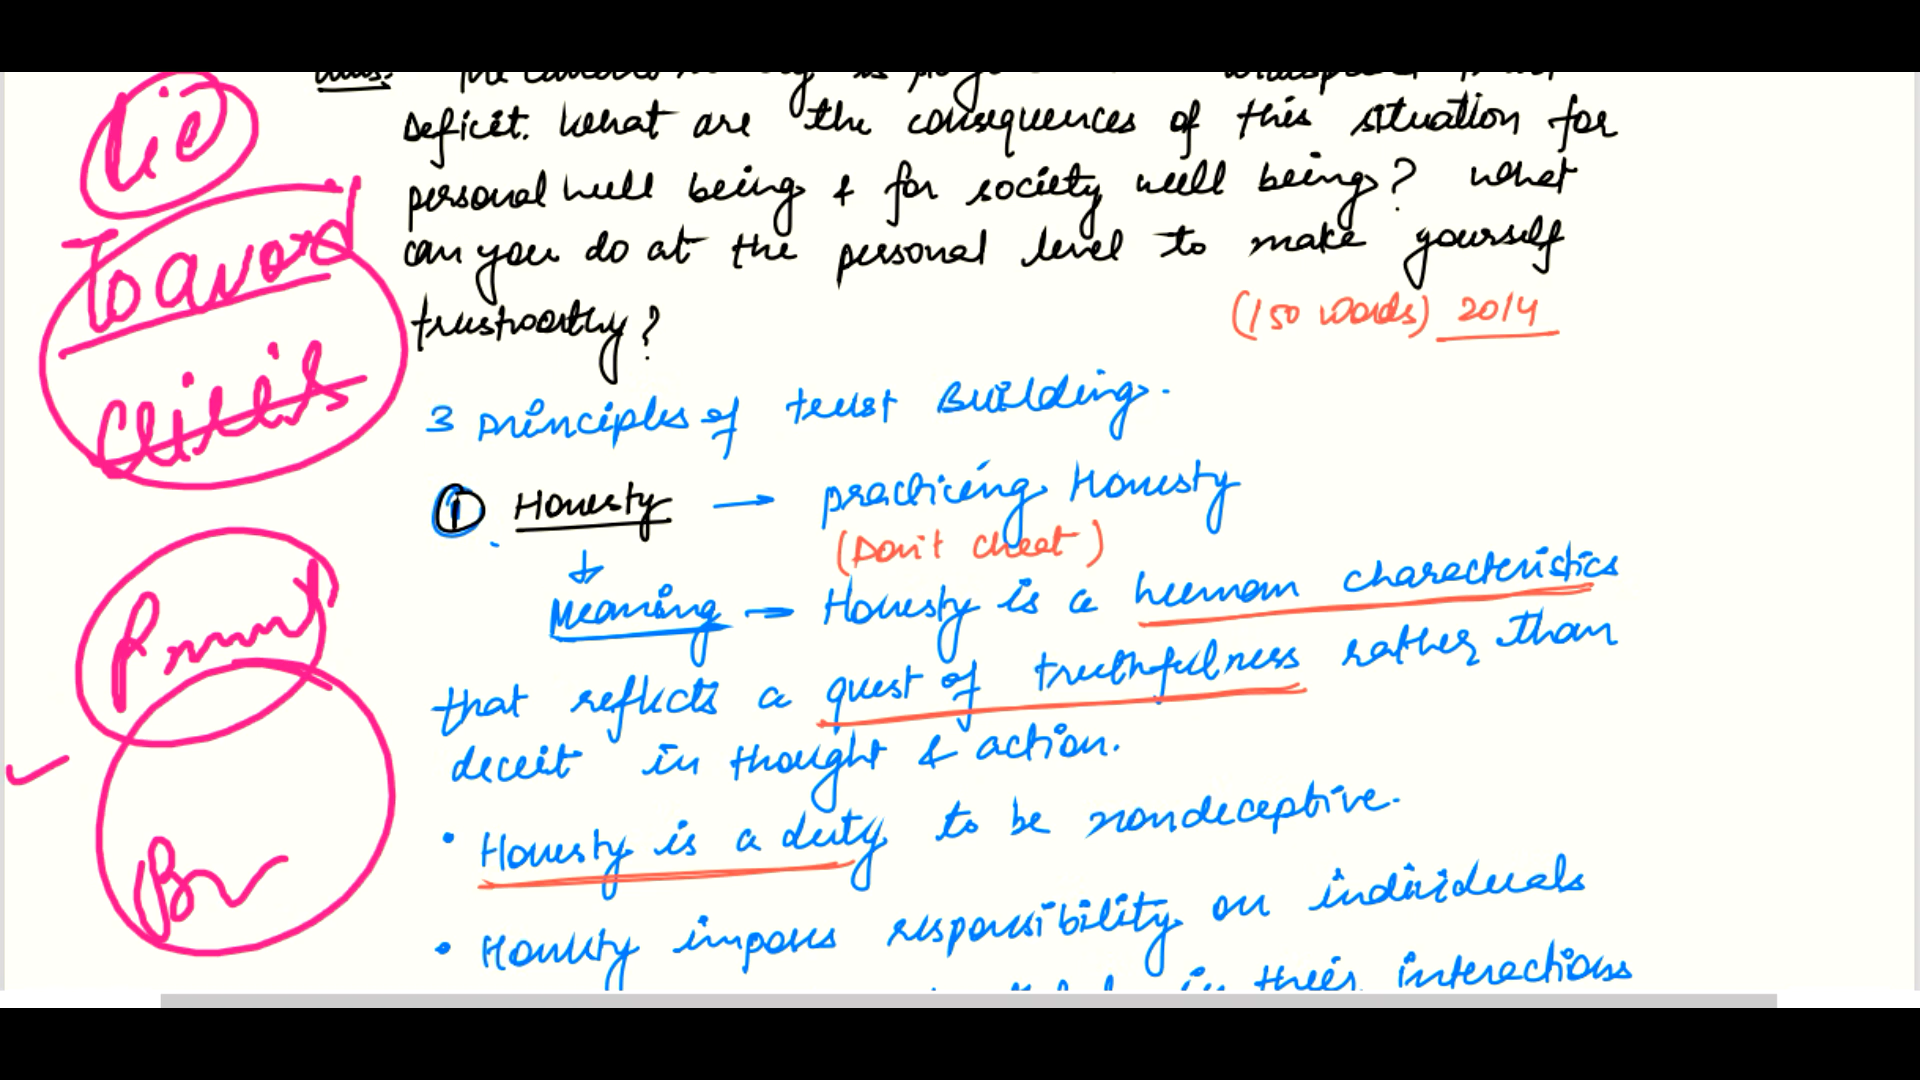 Deficit. What are the consequences of this situation for
personal well being & for society well being? What
can you do at the personal level to make yourself
trustworthy?
(150 words) 2014
3 principles of trust Building.
① Honesty → practicing Honesty
(Don't cheat)
Meaning → Honesty is a human characteristics
that reflects a quest of truthfulness rather than
deceit in thought & action.
• Honesty is a duty to be nondeceptive.
• Honesty imposes responsibility on individuals
in their interactions
Lie
To avoid